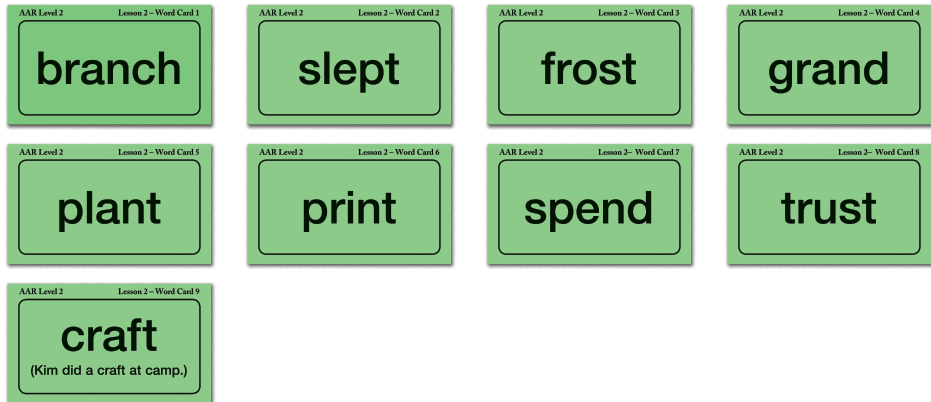 AAR Level 2 Lesson 2 – Word Card 1
branch
AAR Level 2 Lesson 2 – Word Card 2
slept
AAR Level 2 Lesson 2 – Word Card 3
frost
AAR Level 2 Lesson 2 – Word Card 4
grand
AAR Level 2 Lesson 2 – Word Card 5
plant
AAR Level 2 Lesson 2 – Word Card 6
print
AAR Level 2 Lesson 2– Word Card 7
spend
AAR Level 2 Lesson 2– Word Card 8
trust
AAR Level 2 Lesson 2 – Word Card 9
craft
(Kim did a craft at camp.)